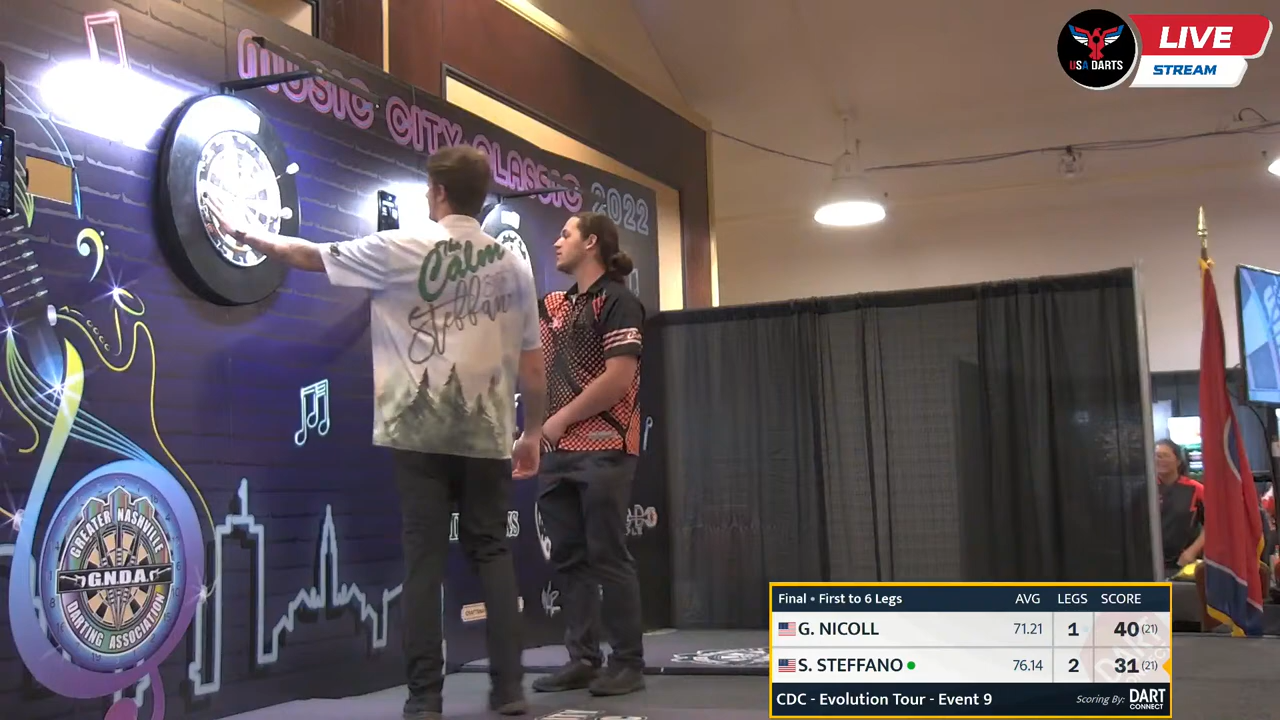 MUSIC CITY CLASSIC 2022
USA DARTS
LIVE
STREAM
The
Calm
Steffano
GREATER NASHVILLE
G.N.D.A.
DARTING ASSOCIATION
Final • First to 6 Legs AVG LEGS SCORE
G. NICOLL 71.21 1 40 (21)
S. STEFFANO 76.14 2 31 (21)
CDC - Evolution Tour - Event 9 Scoring By: DART CONNECT